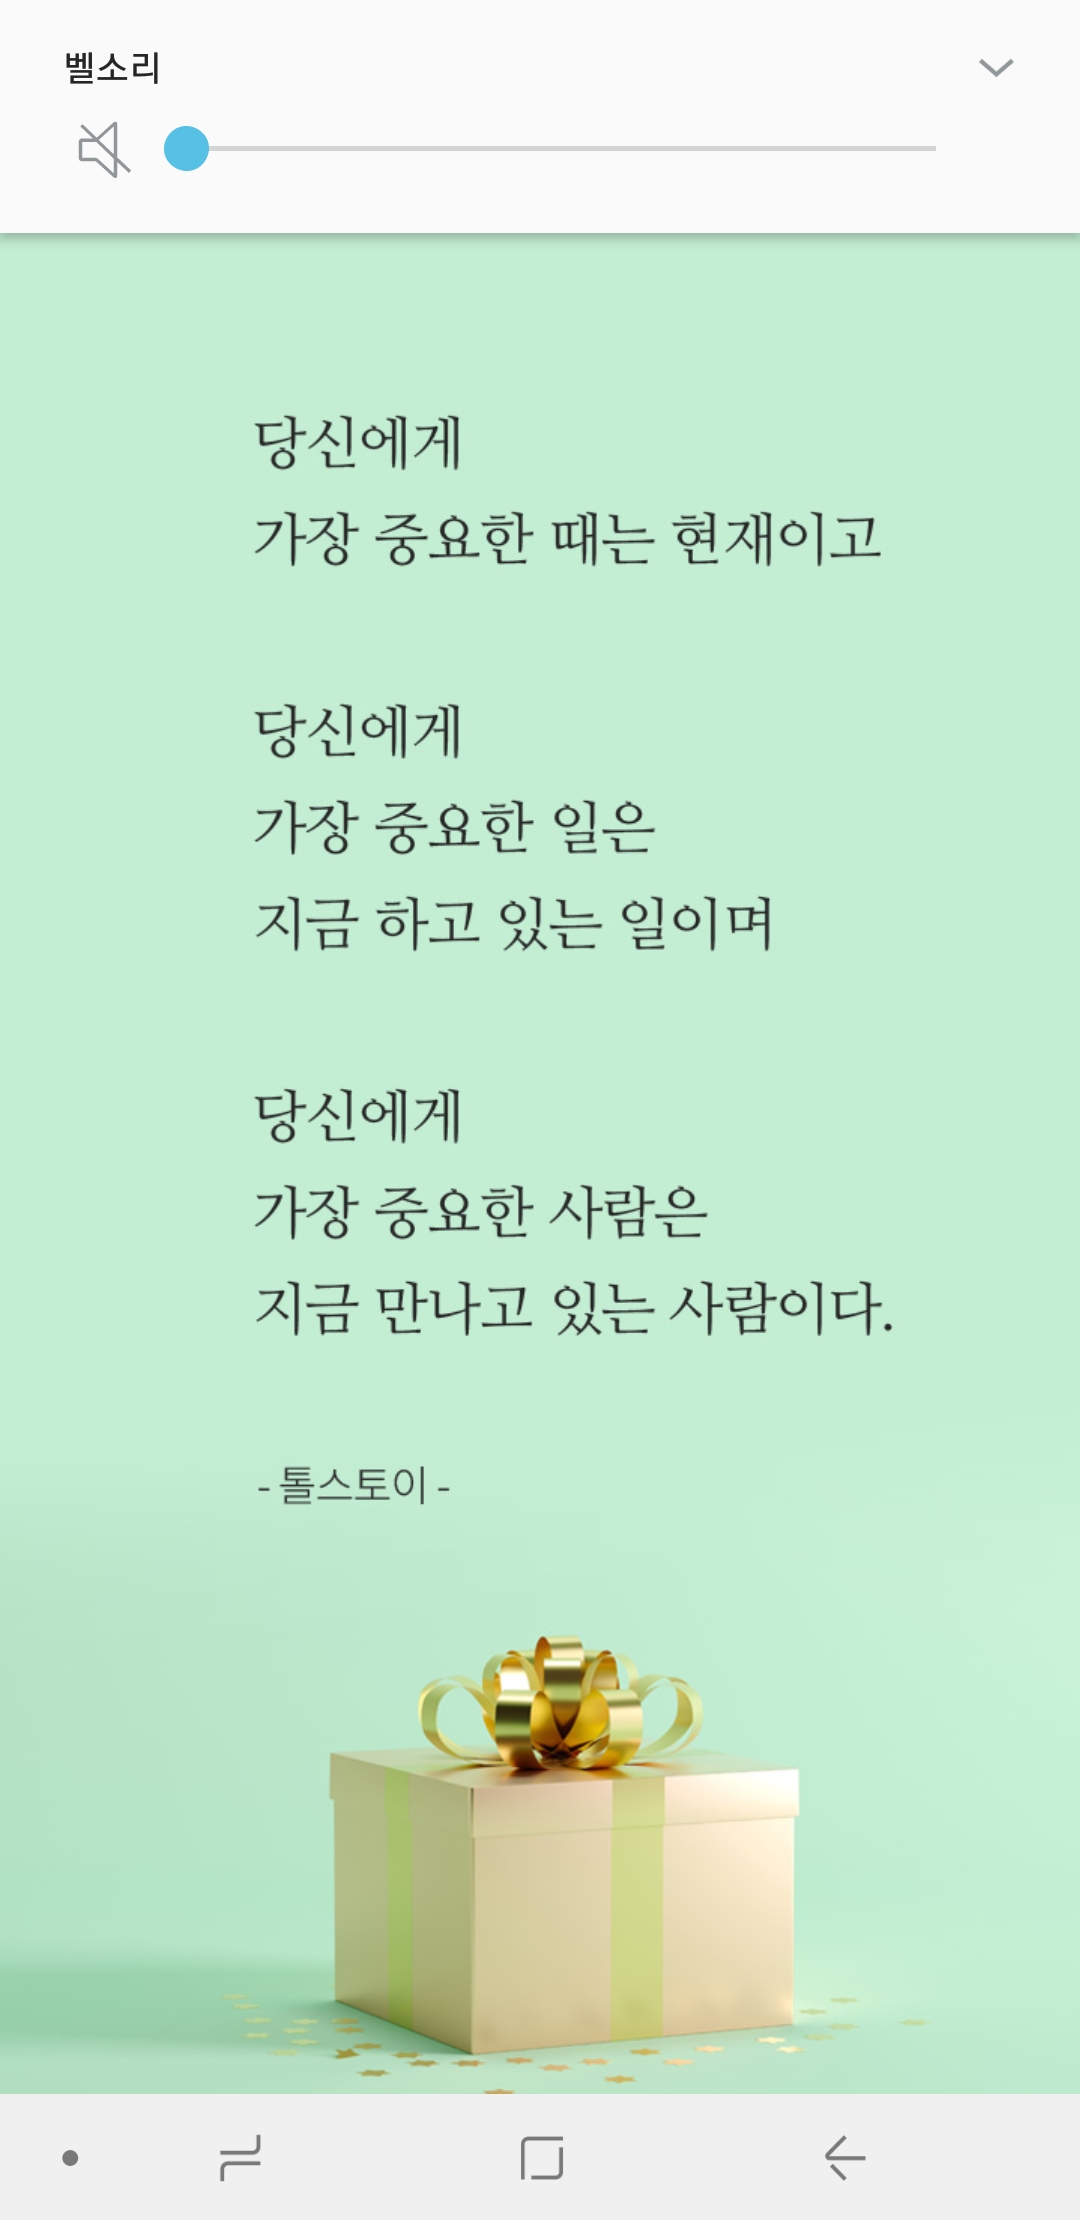 벨소리
당신에게
가장 중요한 때는 현재이고
당신에게
가장 중요한 일은
지금 하고 있는 일이며
당신에게
가장 중요한 사람은
지금 만나고 있는 사람이다.
- 톨스토이 -